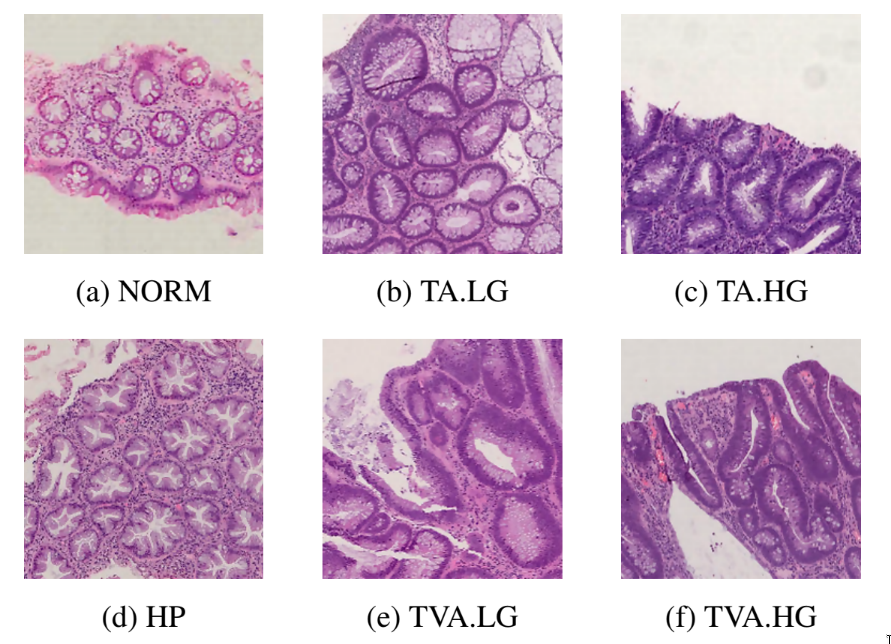 (a) NORM
(b) TA.LG
(c) TA.HG
(d) HP
(e) TVA.LG
(f) TVA.HG